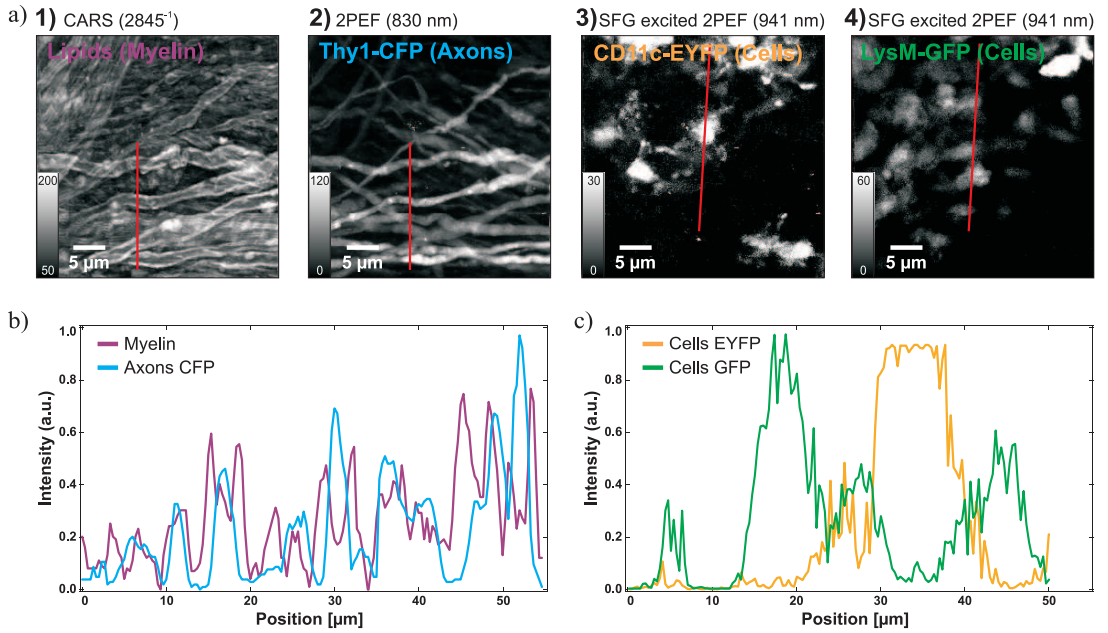 a) 1) CARS (2845⁻¹) 2) 2PEF (830 nm) 3) SFG excited 2PEF (941 nm) 4) SFG excited 2PEF (941 nm)
Lipids (Myelin) Thy1-CFP (Axons) CD11c-EYFP (Cells) LysM-GFP (Cells)
200 120 30 60
5 µm 5 µm 5 µm 5 µm
50 0 0 0
b) c)
1.0 1.0
Myelin Cells EYFP
Axons CFP Cells GFP
0.8 0.8
0.6 0.6
Intensity (a.u.) Intensity (a.u.)
0.4 0.4
0.2 0.2
0.0 0.0
0 10 20 30 40 50 0 10 20 30 40 50
Position [µm] Position [µm]